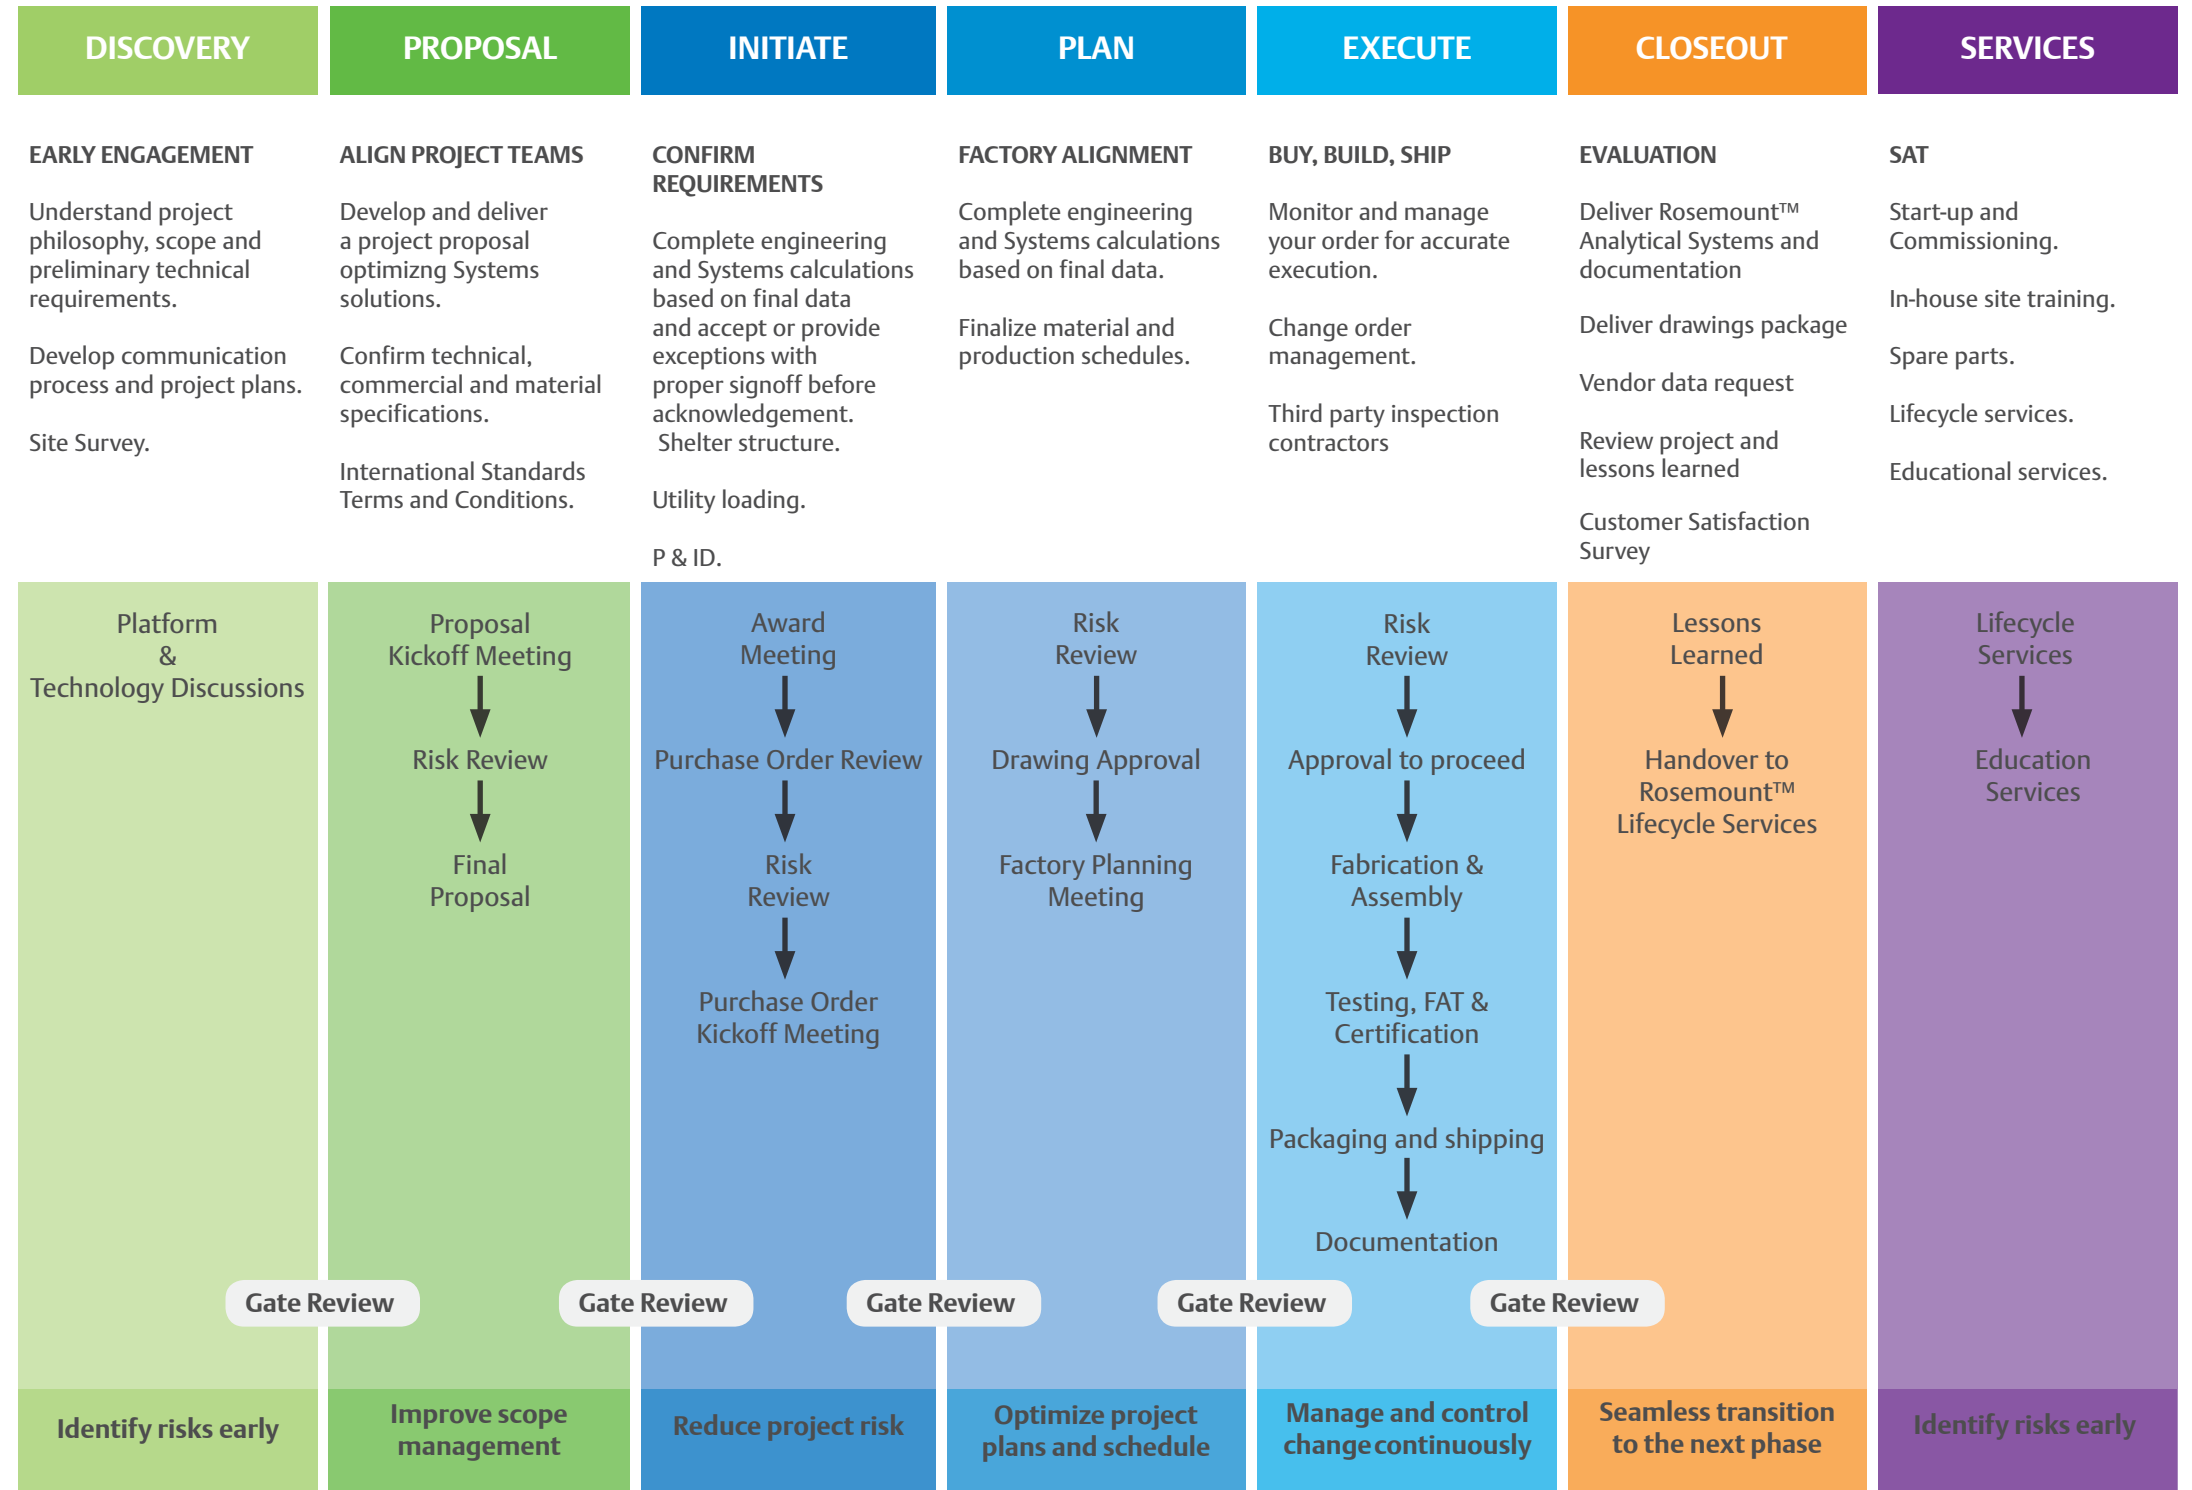 DISCOVERY
PROPOSAL
INITIATE
PLAN
EXECUTE
CLOSEOUT
SERVICES
EARLY ENGAGEMENT
Understand project
philosophy, scope and
preliminary technical
requirements.
Develop communication
process and project plans.
Site Survey.
ALIGN PROJECT TEAMS
Develop and deliver
a project proposal
optimizng Systems
solutions.
Confirm technical,
commercial and material
specifications.
International Standards
Terms and Conditions.
CONFIRM
REQUIREMENTS
Complete engineering
and Systems calculations
based on final data
and accept or provide
exceptions with
proper signoff before
acknowledgement.
Shelter structure.
Utility loading.
P & ID.
FACTORY ALIGNMENT
Complete engineering
and Systems calculations
based on final data.
Finalize material and
production schedules.
BUY, BUILD, SHIP
Monitor and manage
your order for accurate
execution.
Change order
management.
Third party inspection
contractors
EVALUATION
Deliver Rosemount™
Analytical Systems and
documentation
Deliver drawings package
Vendor data request
Review project and
lessons learned
Customer Satisfaction
Survey
SAT
Start-up and
Commissioning.
In-house site training.
Spare parts.
Lifecycle services.
Educational services.
Platform
&
Technology Discussions
Proposal
Kickoff Meeting
Risk Review
Final
Proposal
Award
Meeting
Purchase Order Review
Risk
Review
Purchase Order
Kickoff Meeting
Risk
Review
Drawing Approval
Factory Planning
Meeting
Risk
Review
Approval to proceed
Fabrication &
Assembly
Testing, FAT &
Certification
Packaging and shipping
Documentation
Lessons
Learned
Handover to
Rosemount™
Lifecycle Services
Lifecycle
Services
Education
Services
Gate Review
Gate Review
Gate Review
Gate Review
Gate Review
Identify risks early
Improve scope
management
Reduce project risk
Optimize project
plans and schedule
Manage and control
change continuously
Seamless transition
to the next phase
Identify risks early